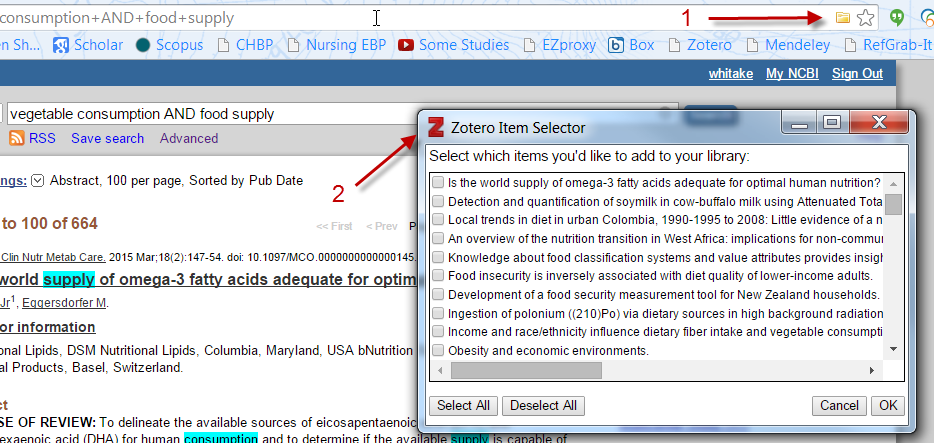 consumption+AND+food+supply
1
Scholar Scopus CHBP Nursing EBP Some Studies EZproxy Box Zotero Mendeley RefGrab-It
whitake My NCBI Sign Out
vegetable consumption AND food supply
RSS Save search Advanced
Abstract, 100 per page, Sorted by Pub Date
to 100 of 664
<< First < Prev
Clin Nutr Metab Care. 2015 Mar;18(2):147-54. doi: 10.1097/MCO.0000000000000145.
world supply of omega-3 fatty acids adequate for optim
Jr1, Eggersdorfer M.
or information
onal Lipids, DSM Nutritional Lipids, Columbia, Maryland, USA bNutrition
al Products, Basel, Switzerland.
SE OF REVIEW: To delineate the available sources of eicosapentaenoic
exaenoic acid (DHA) for human consumption and to determine if the available supply is capable of
2
Zotero Item Selector
Select which items you'd like to add to your library:
Is the world supply of omega-3 fatty acids adequate for optimal human nutrition?
Detection and quantification of soymilk in cow-buffalo milk using Attenuated Tota
Local trends in diet in urban Colombia, 1990-1995 to 2008: Little evidence of a n
An overview of the nutrition transition in West Africa: implications for non-commun
Knowledge about food classification systems and value attributes provides insigh
Food insecurity is inversely associated with diet quality of lower-income adults.
Development of a food security measurement tool for New Zealand households.
Ingestion of polonium ((210)Po) via dietary sources in high background radiation
Income and race/ethnicity influence dietary fiber intake and vegetable consumpti
Obesity and economic environments.
Select All Deselect All Cancel OK